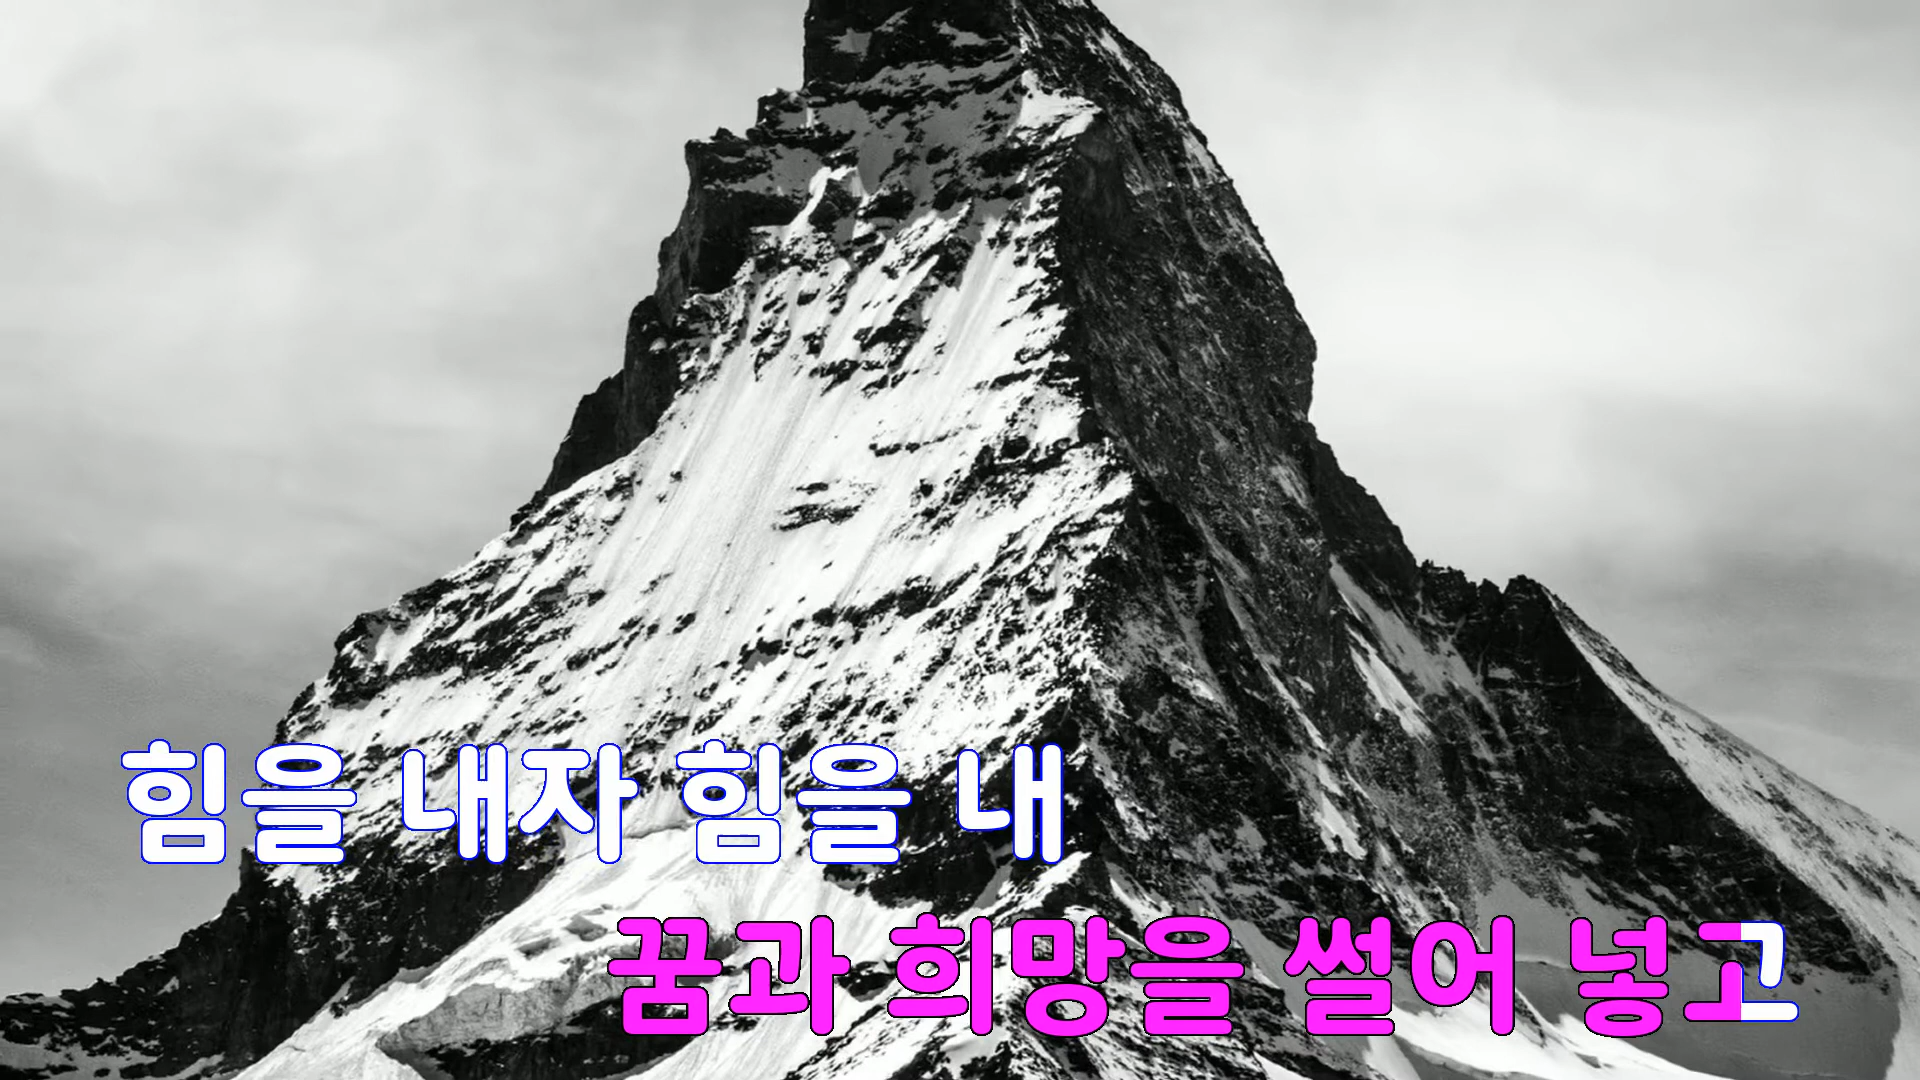 힘을 내자 힘을 내
꿈과 희망을 썰어 넣고